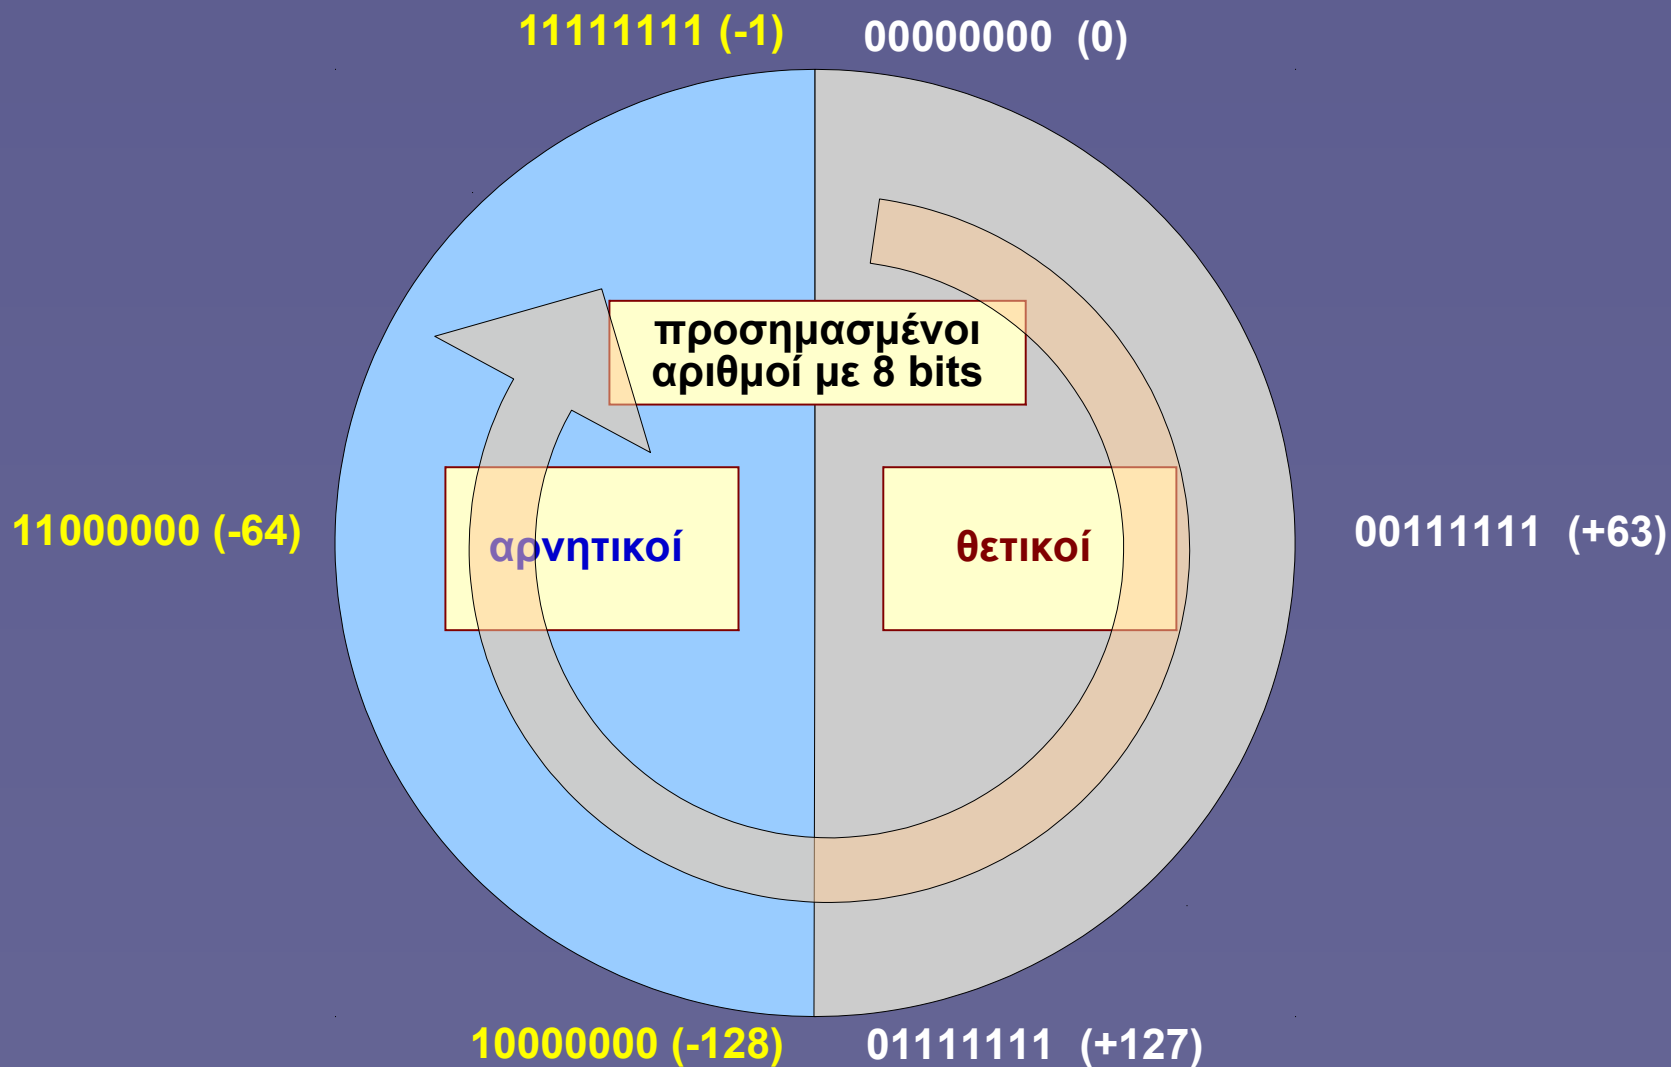 11111111 (-1)
00000000 (0)
προσημασμένοι
αριθμοί με 8 bits
11000000 (-64)
αρνητικοί
θετικοί
00111111 (+63)
10000000 (-128)
01111111 (+127)